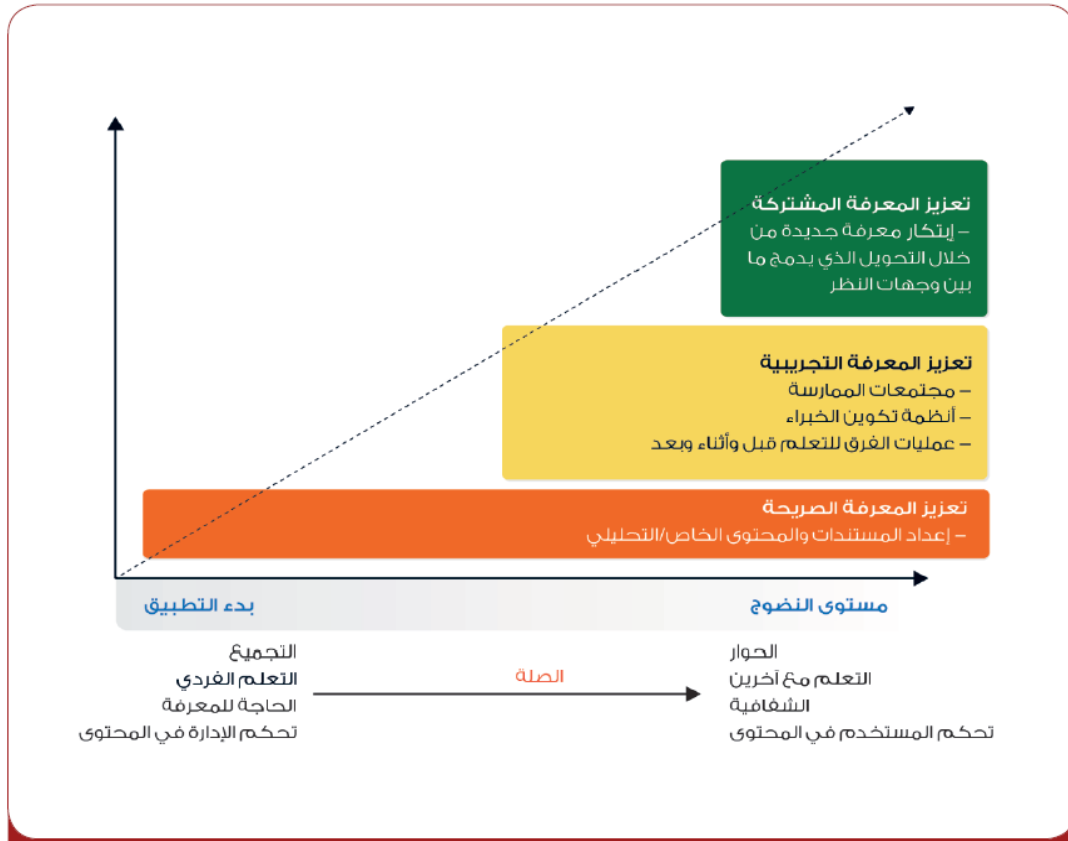 تعزيز المعرفة المشتركة
– إبتكار معرفة جديدة من
خلال التحويل الذي يدمج ما
بين وجهات النظر
تعزيز المعرفة التجريبية
– مجتمعات الممارسة
– أنظمة تكوين الخبراء
– عمليات الفرق للتعلم قبل وأثناء وبعد
تعزيز المعرفة الصريحة
– إعداد المستندات والمحتوى الخاص/التحليلي
مستوى النضوج
بدء التطبيق
الحوار
التعلم مع آخرين
الشفافية
تحكم المستخدم في المحتوى
الصلة
التجميع
التعلم الفردي
الحاجة للمعرفة
تحكم الإدارة في المحتوى